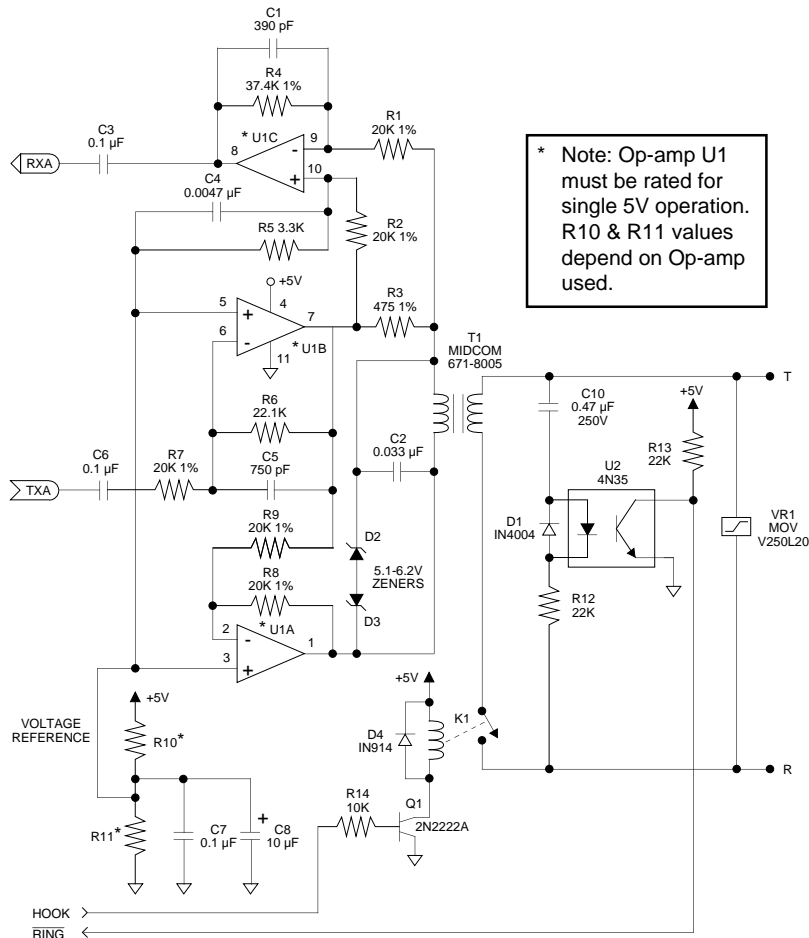 C1
390 pF
R4
37.4K 1%
R1
20K 1%
C3
0.1 µF
RXA
8
* U1C
9
-
10
+
C4
0.0047 µF
R5 3.3K
R2
20K 1%
* Note: Op-amp U1
must be rated for
single 5V operation.
R10 & R11 values
depend on Op-amp
used.
+5V
5
+
4
7
6
-
11
* U1B
R3
475 1%
T1
MIDCOM
671-8005
T
R6
22.1K
C2
0.033 µF
C10
0.47 µF
250V
+5V
R13
22K
U2
4N35
C6
0.1 µF
R7
20K 1%
C5
750 pF
TXA
D1
IN4004
VR1
MOV
V250L20
R9
20K 1%
D2
R8
20K 1%
5.1-6.2V
ZENERS
D3
R12
22K
* U1A
2
-
1
3
+
+5V
VOLTAGE
REFERENCE
R10*
+5V
K1
D4
IN914
R
R11*
C7
0.1 µF
+
C8
10 µF
R14
10K
Q1
2N2222A
HOOK
RING